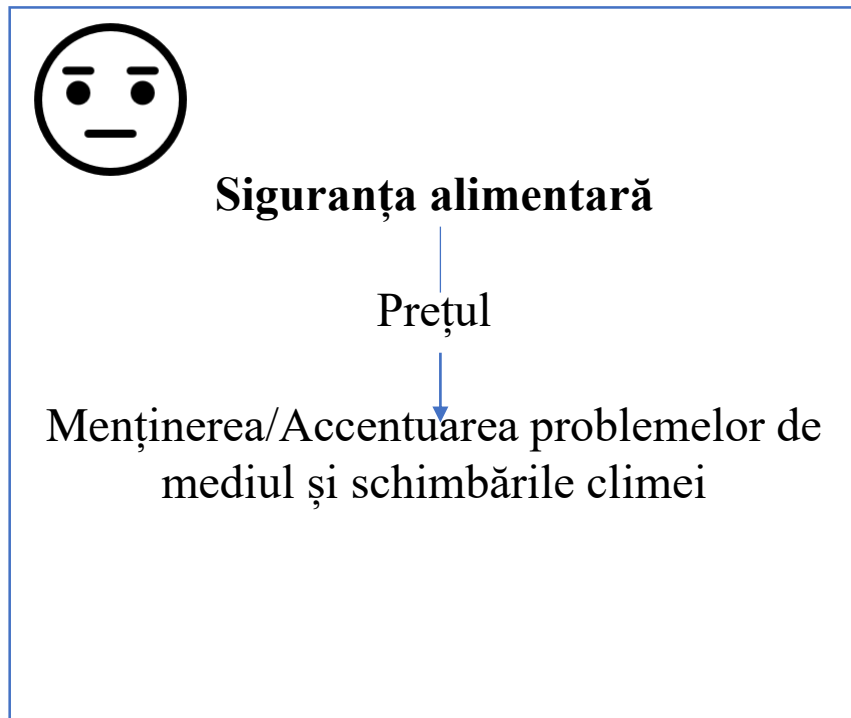 Siguranța alimentară
Prețul
Menținerea/Accentuarea problemelor de
mediul și schimbările climei